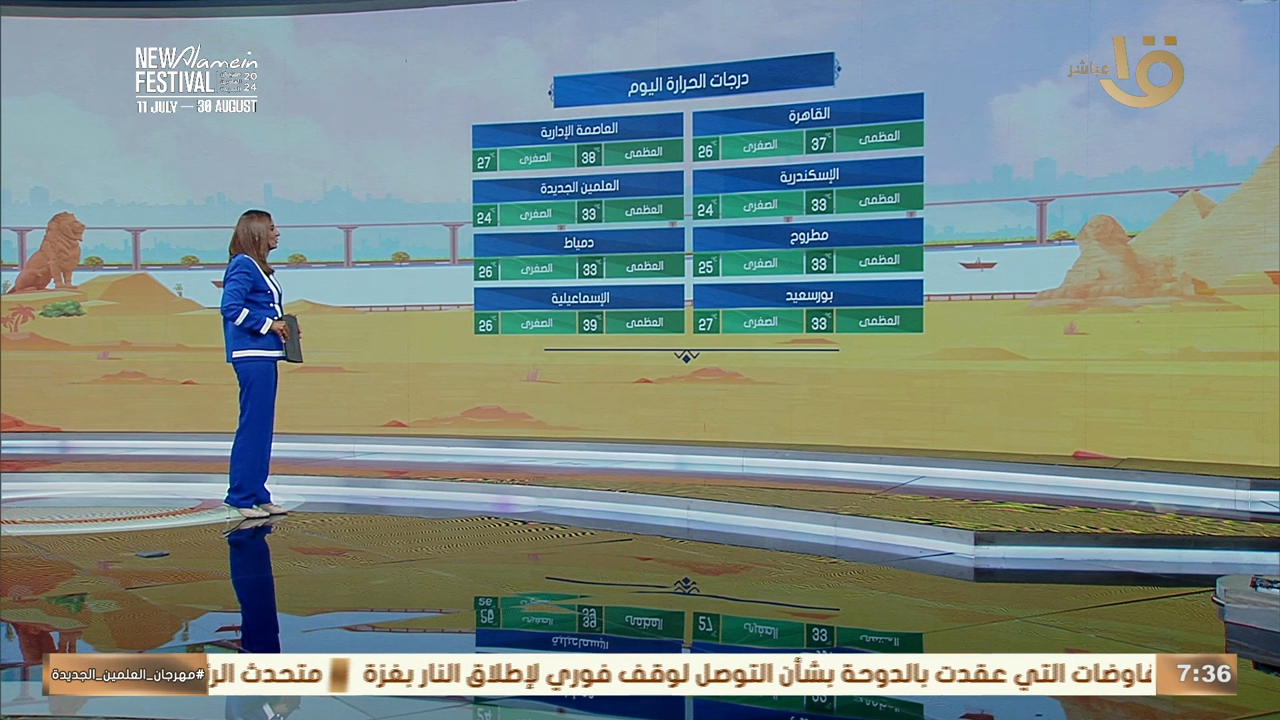 NEW Alamein
FESTIVAL 2024
11 JULY — 30 AUGUST
مباشر
درجات الحرارة اليوم
القاهرة
العظمى 37°C الصغرى 26°C
العاصمة الإدارية
العظمى 38°C الصغرى 27°C
الإسكندرية
العظمى 33°C الصغرى 24°C
العلمين الجديدة
العظمى 33°C الصغرى 24°C
مطروح
العظمى 33°C الصغرى 25°C
دمياط
العظمى 33°C الصغرى 26°C
بورسعيد
العظمى 33°C الصغرى 27°C
الإسماعيلية
العظمى 39°C الصغرى 26°C
7:36
فاوضات التي عقدت بالدوحة بشأن التوصل لوقف فوري لإطلاق النار بغزة متحدث الر
#مهرجان_العلمين_الجديدة